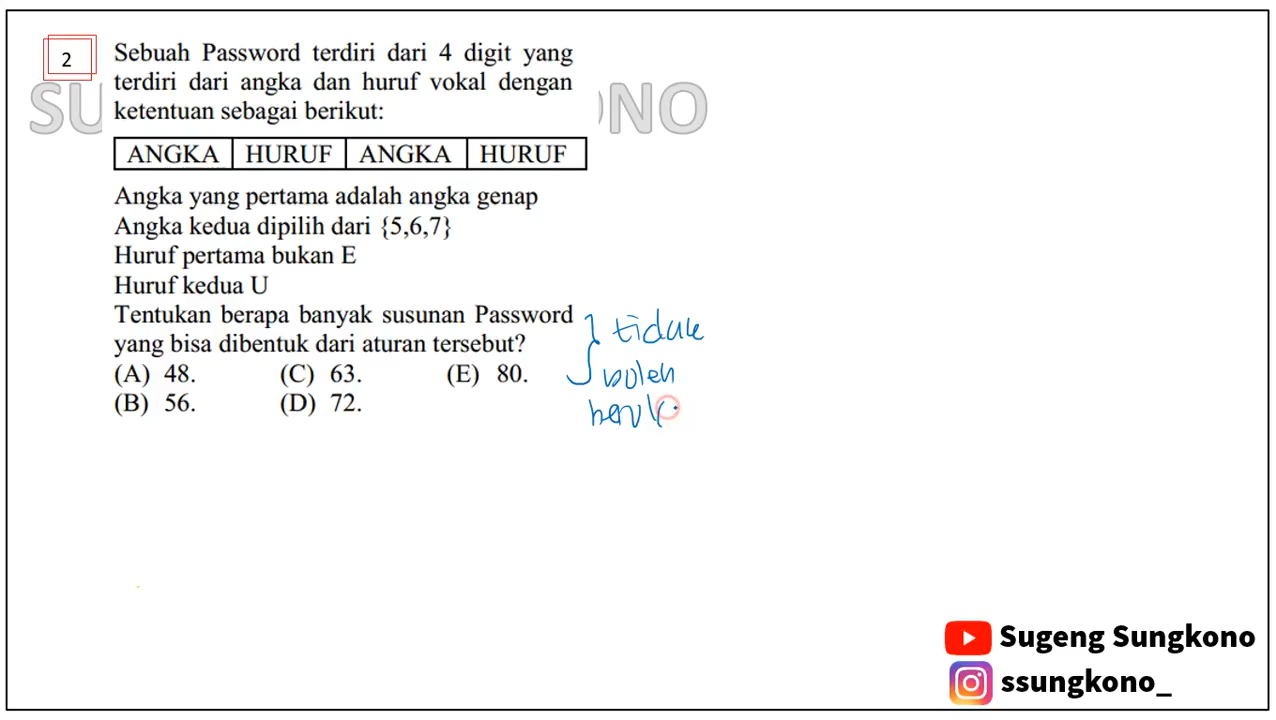 2
Sebuah Password terdiri dari 4 digit yang
terdiri dari angka dan huruf vokal dengan
ketentuan sebagai berikut:
ANGKA HURUF ANGKA HURUF
Angka yang pertama adalah angka genap
Angka kedua dipilih dari {5,6,7}
Huruf pertama bukan E
Huruf kedua U
Tentukan berapa banyak susunan Password
yang bisa dibentuk dari aturan tersebut?
(A) 48. (C) 63. (E) 80.
(B) 56. (D) 72.
tidak
boleh
Sugeng Sungkono
ssungkono_